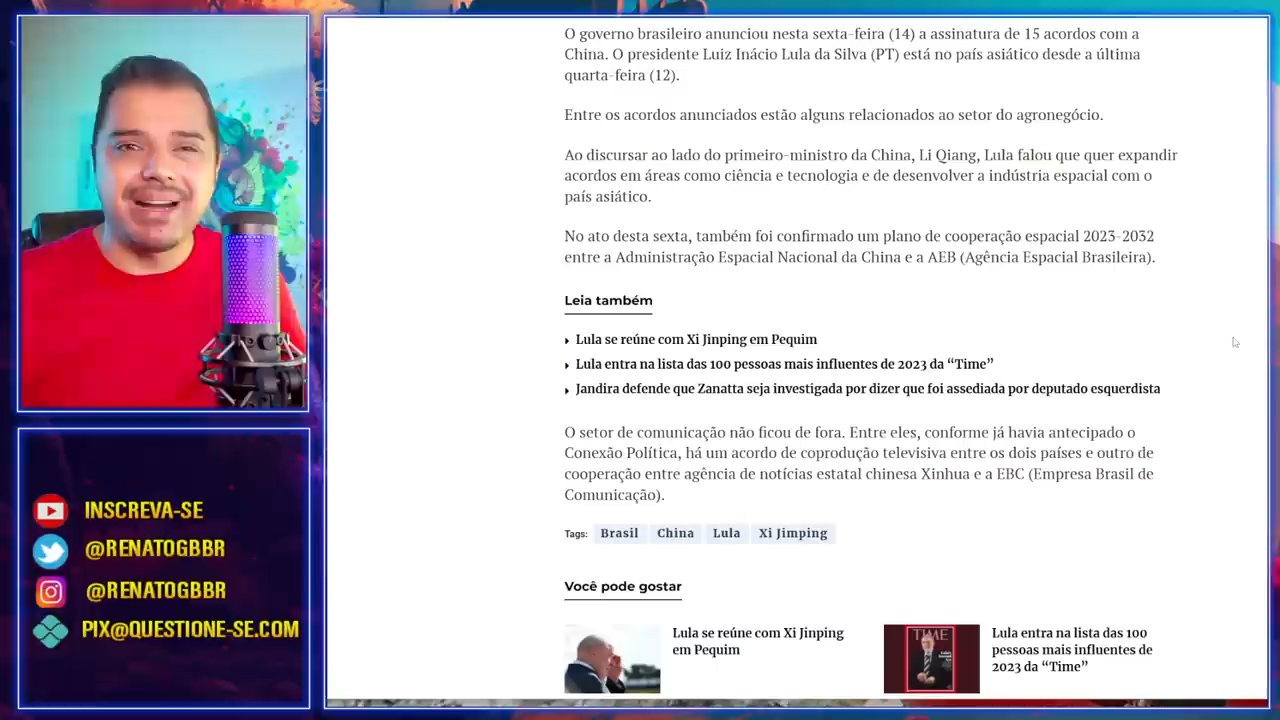 O governo brasileiro anunciou nesta sexta-feira (14) a assinatura de 15 acordos com a
China. O presidente Luiz Inácio Lula da Silva (PT) está no país asiático desde a última
quarta-feira (12).
Entre os acordos anunciados estão alguns relacionados ao setor do agronegócio.
Ao discursar ao lado do primeiro-ministro da China, Li Qiang, Lula falou que quer expandir
acordos em áreas como ciência e tecnologia e de desenvolver a indústria espacial com o
país asiático.
No ato desta sexta, também foi confirmado um plano de cooperação espacial 2023-2032
entre a Administração Espacial Nacional da China e a AEB (Agência Espacial Brasileira).
Leia também
Lula se reúne com Xi Jinping em Pequim
Lula entra na lista das 100 pessoas mais influentes de 2023 da “Time”
Jandira defende que Zanatta seja investigada por dizer que foi assediada por deputado esquerdista
O setor de comunicação não ficou de fora. Entre eles, conforme já havia antecipado o
Conexão Política, há um acordo de coprodução televisiva entre os dois países e outro de
cooperação entre agência de notícias estatal chinesa Xinhua e a EBC (Empresa Brasil de
Comunicação).
Tags: Brasil China Lula Xi Jimping
Você pode gostar
Lula se reúne com Xi Jinping
em Pequim
TIME
Lula entra na lista das 100
pessoas mais influentes de
2023 da “Time”
INSCREVA-SE
@RENATOGBBR
@RENATOGBBR
PIX@QUESTIONE-SE.COM